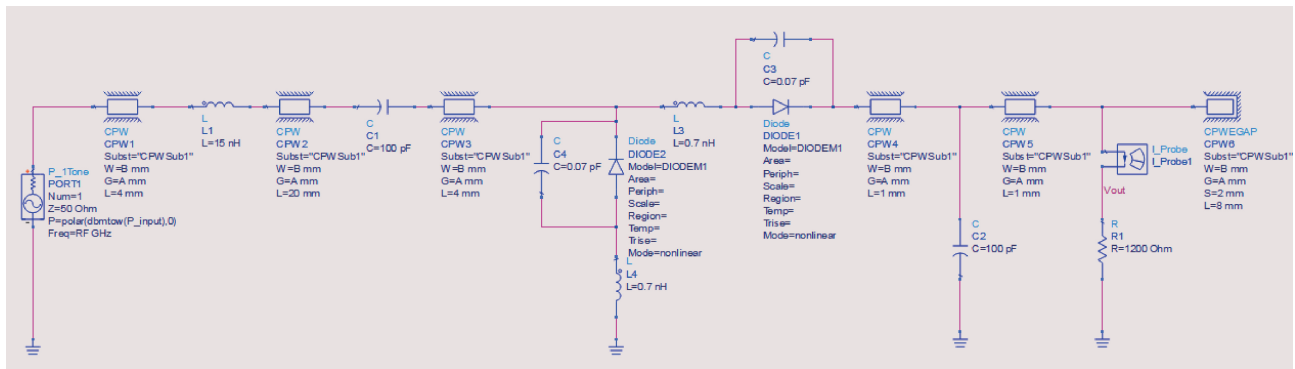 P_1Tone
PORT1
Num=1
Z=50 Ohm
P=polar(dbmtow(P_input),0)
Freq=RF GHz
CPW
CPW1
Subst="CPWSub1"
W=B mm
G=A mm
L=4 mm
L
L1
L=15 nH
CPW
CPW2
Subst="CPWSub1"
W=B mm
G=A mm
L=20 mm
C
C1
C=100 pF
CPW
CPW3
Subst="CPWSub1"
W=B mm
G=A mm
L=4 mm
C
C4
C=0.07 pF
Diode
DIODE2
Model=DIODEM1
Area=
Periph=
Scale=
Region=
Temp=
Trise=
Mode=nonlinear
L
L4
L=0.7 nH
L
L3
L=0.7 nH
C
C3
C=0.07 pF
Diode
DIODE1
Model=DIODEM1
Area=
Periph=
Scale=
Region=
Temp=
Trise=
Mode=nonlinear
CPW
CPW4
Subst="CPWSub1"
W=B mm
G=A mm
L=1 mm
C
C2
C=100 pF
CPW
CPW5
Subst="CPWSub1"
W=B mm
G=A mm
L=1 mm
I_Probe
I_Probe1
Vout
R
R1
R=1200 Ohm
CPWEGAP
CPW6
Subst="CPWSub1"
W=B mm
G=A mm
S=2 mm
L=8 mm